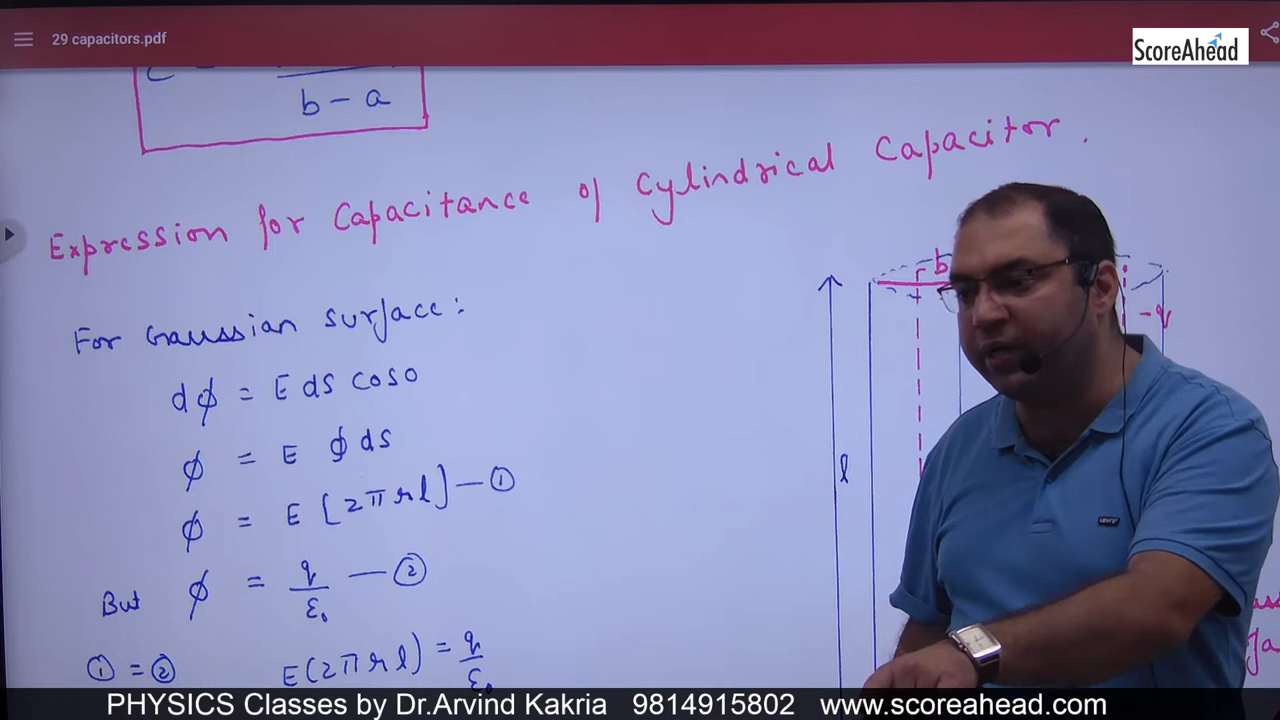 29 capacitors.pdf
ScoreAhead
b - a
Expression for Capacitance of Cylindrical Capacitor.
For Gaussian surface:
dϕ = E ds cos0
ϕ = E ∮ ds
ϕ = E [2πrl] — ①
But ϕ = q/ε₀ — ②
① = ② E(2πrl) = q/ε₀
b
-q
l
PHYSICS Classes by Dr.Arvind Kakria 9814915802 www.scoreahead.com